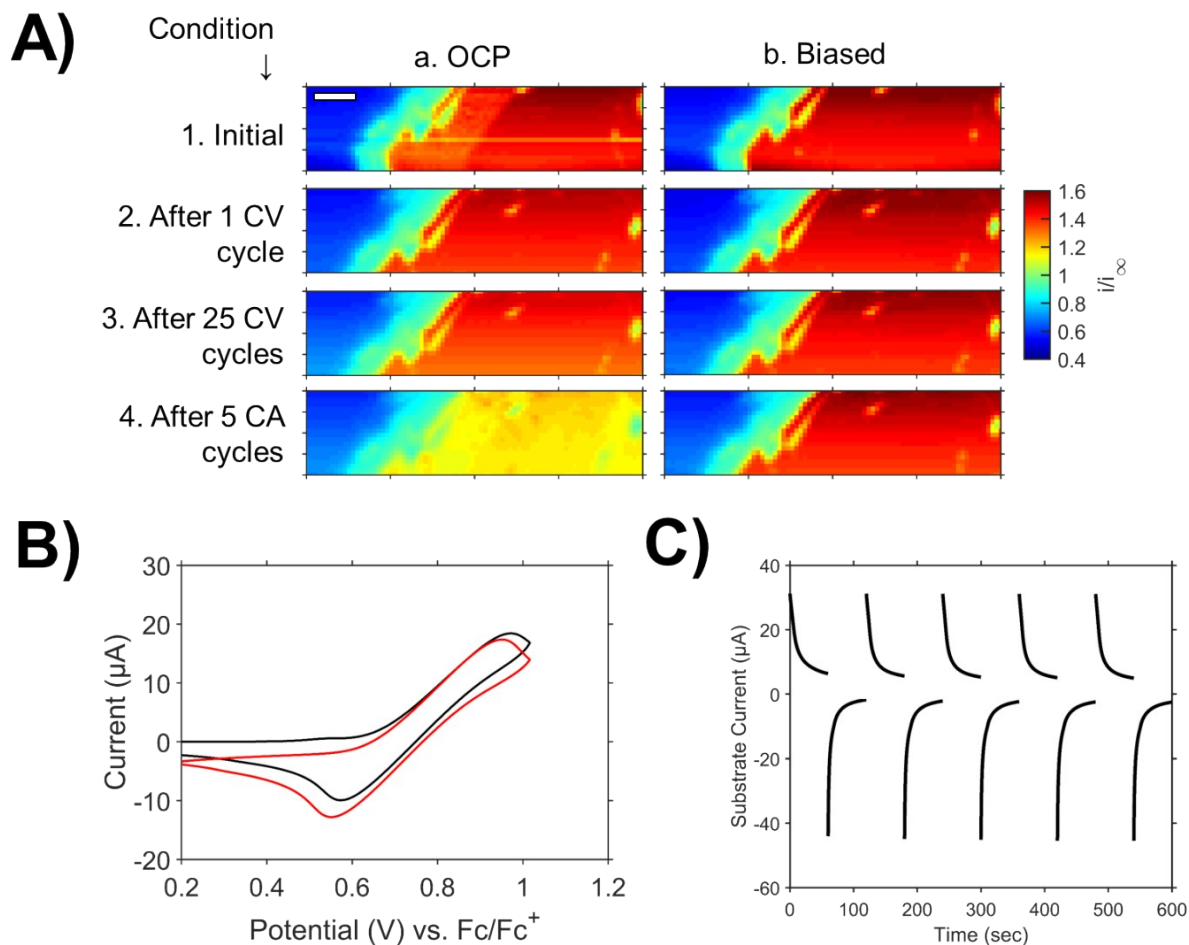 A)
Condition
↓
a. OCP
b. Biased
1. Initial
2. After 1 CV
cycle
3. After 25 CV
cycles
4. After 5 CA
cycles
1.6
1.4
1.2
1
0.8
0.6
0.4
i/i∞
B)
30
20
10
0
-10
-20
Current (µA)
0.2
0.4
0.6
0.8
1
1.2
Potential (V) vs. Fc/Fc+
C)
40
20
0
-20
-40
-60
Substrate Current (µA)
0
100
200
300
400
500
600
Time (sec)